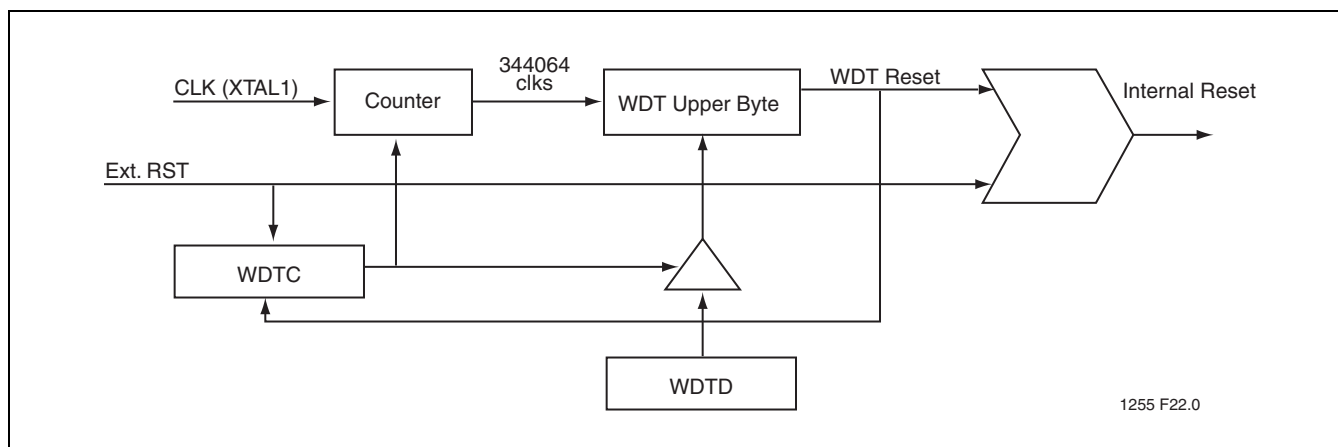 344064
clks
CLK (XTAL1)
Counter
WDT Upper Byte
WDT Reset
Internal Reset
Ext. RST
WDTC
WDTD
1255 F22.0